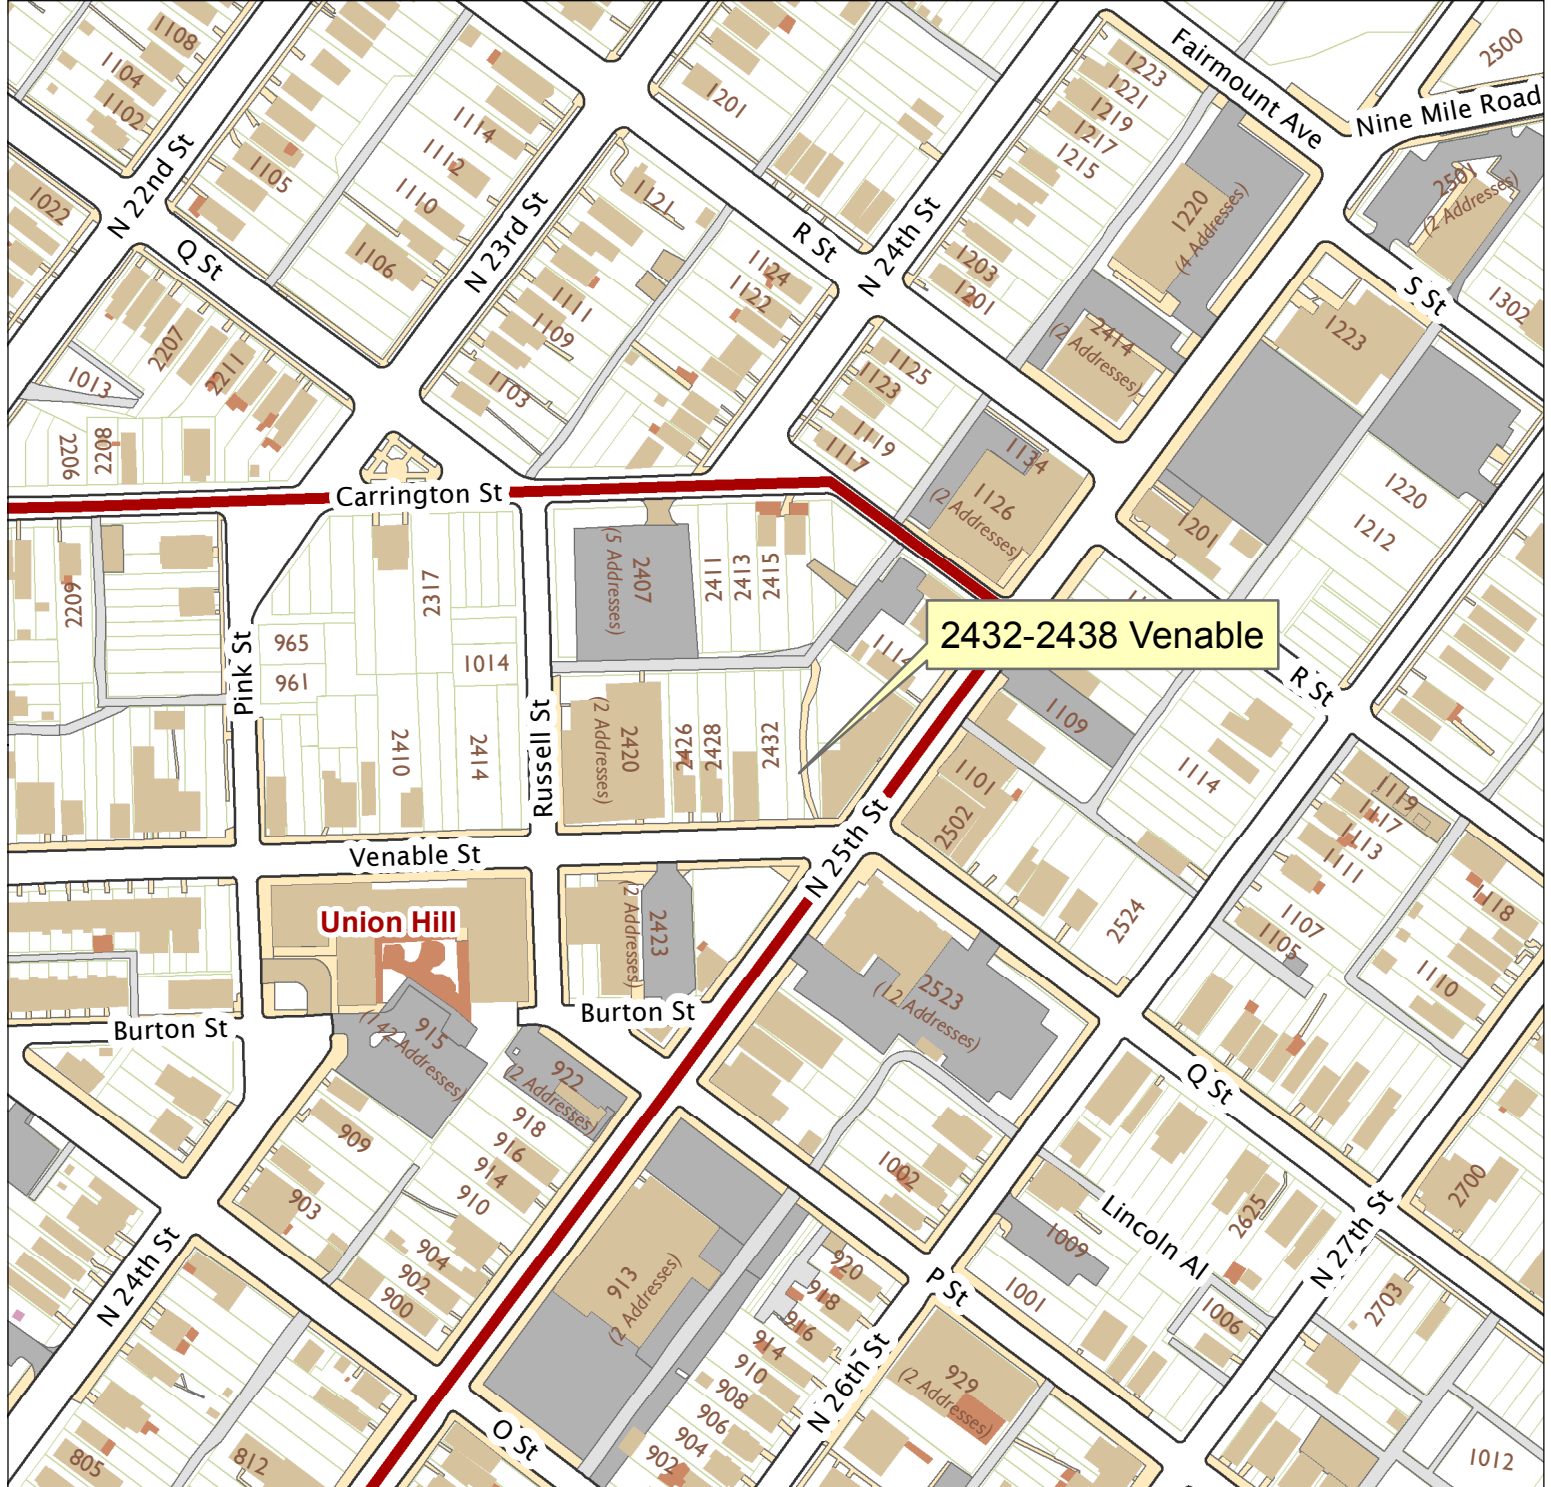 1108
1104
1102
1022
N 22nd St
1105
1114
1112
1110
1106
Q St
N 23rd St
1201
1121
R St
N 24th St
1111
1109
1103
1124
1122
1223
1221
1219
1217
1215
1203
1201
Fairmount Ave
Nine Mile Road
2500
2501
(2 Addresses)
1220
(4 Addresses)
S St
1302
2414
(2 Addresses)
1223
1013
2207
2211
2206
2208
1125
1123
1119
1117
1134
1126
(2 Addresses)
1201
1220
1212
Carrington St
2209
2317
2407
(5 Addresses)
2411
2413
2415
965
961
1014
Pink St
Russell St
2432-2438 Venable
1114
1109
R St
2420
(2 Addresses)
2426
2428
2432
2410
2414
1101
2502
1114
1119
1117
1113
1111
1107
1105
1118
1110
Venable St
N 25th St
2524
Union Hill
2423
(2 Addresses)
2523
(12 Addresses)
Burton St
Burton St
915
(142 Addresses)
922
(2 Addresses)
918
916
914
910
909
903
904
902
900
Q St
1002
1009
1001
Lincoln Al
2625
2700
N 27th St
2703
1006
N 24th St
913
(2 Addresses)
920
918
916
914
910
908
906
904
902
P St
N 26th St
929
(2 Addresses)
O St
805
812
1012